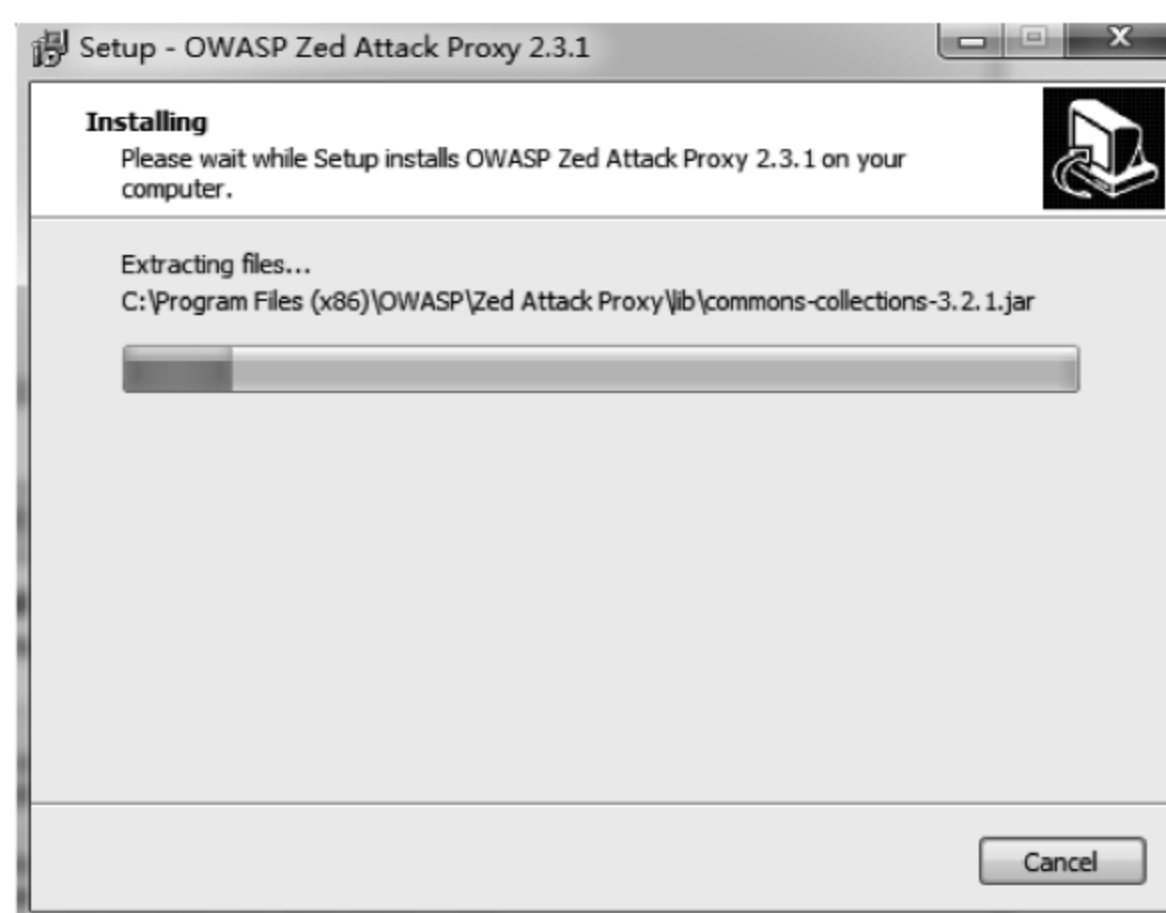 Setup - OWASP Zed Attack Proxy 2.3.1
Installing
Please wait while Setup installs OWASP Zed Attack Proxy 2.3.1 on your
computer.
Extracting files...
C:\Program Files (x86)\OWASP\Zed Attack Proxy\lib\commons-collections-3.2.1.jar
Cancel